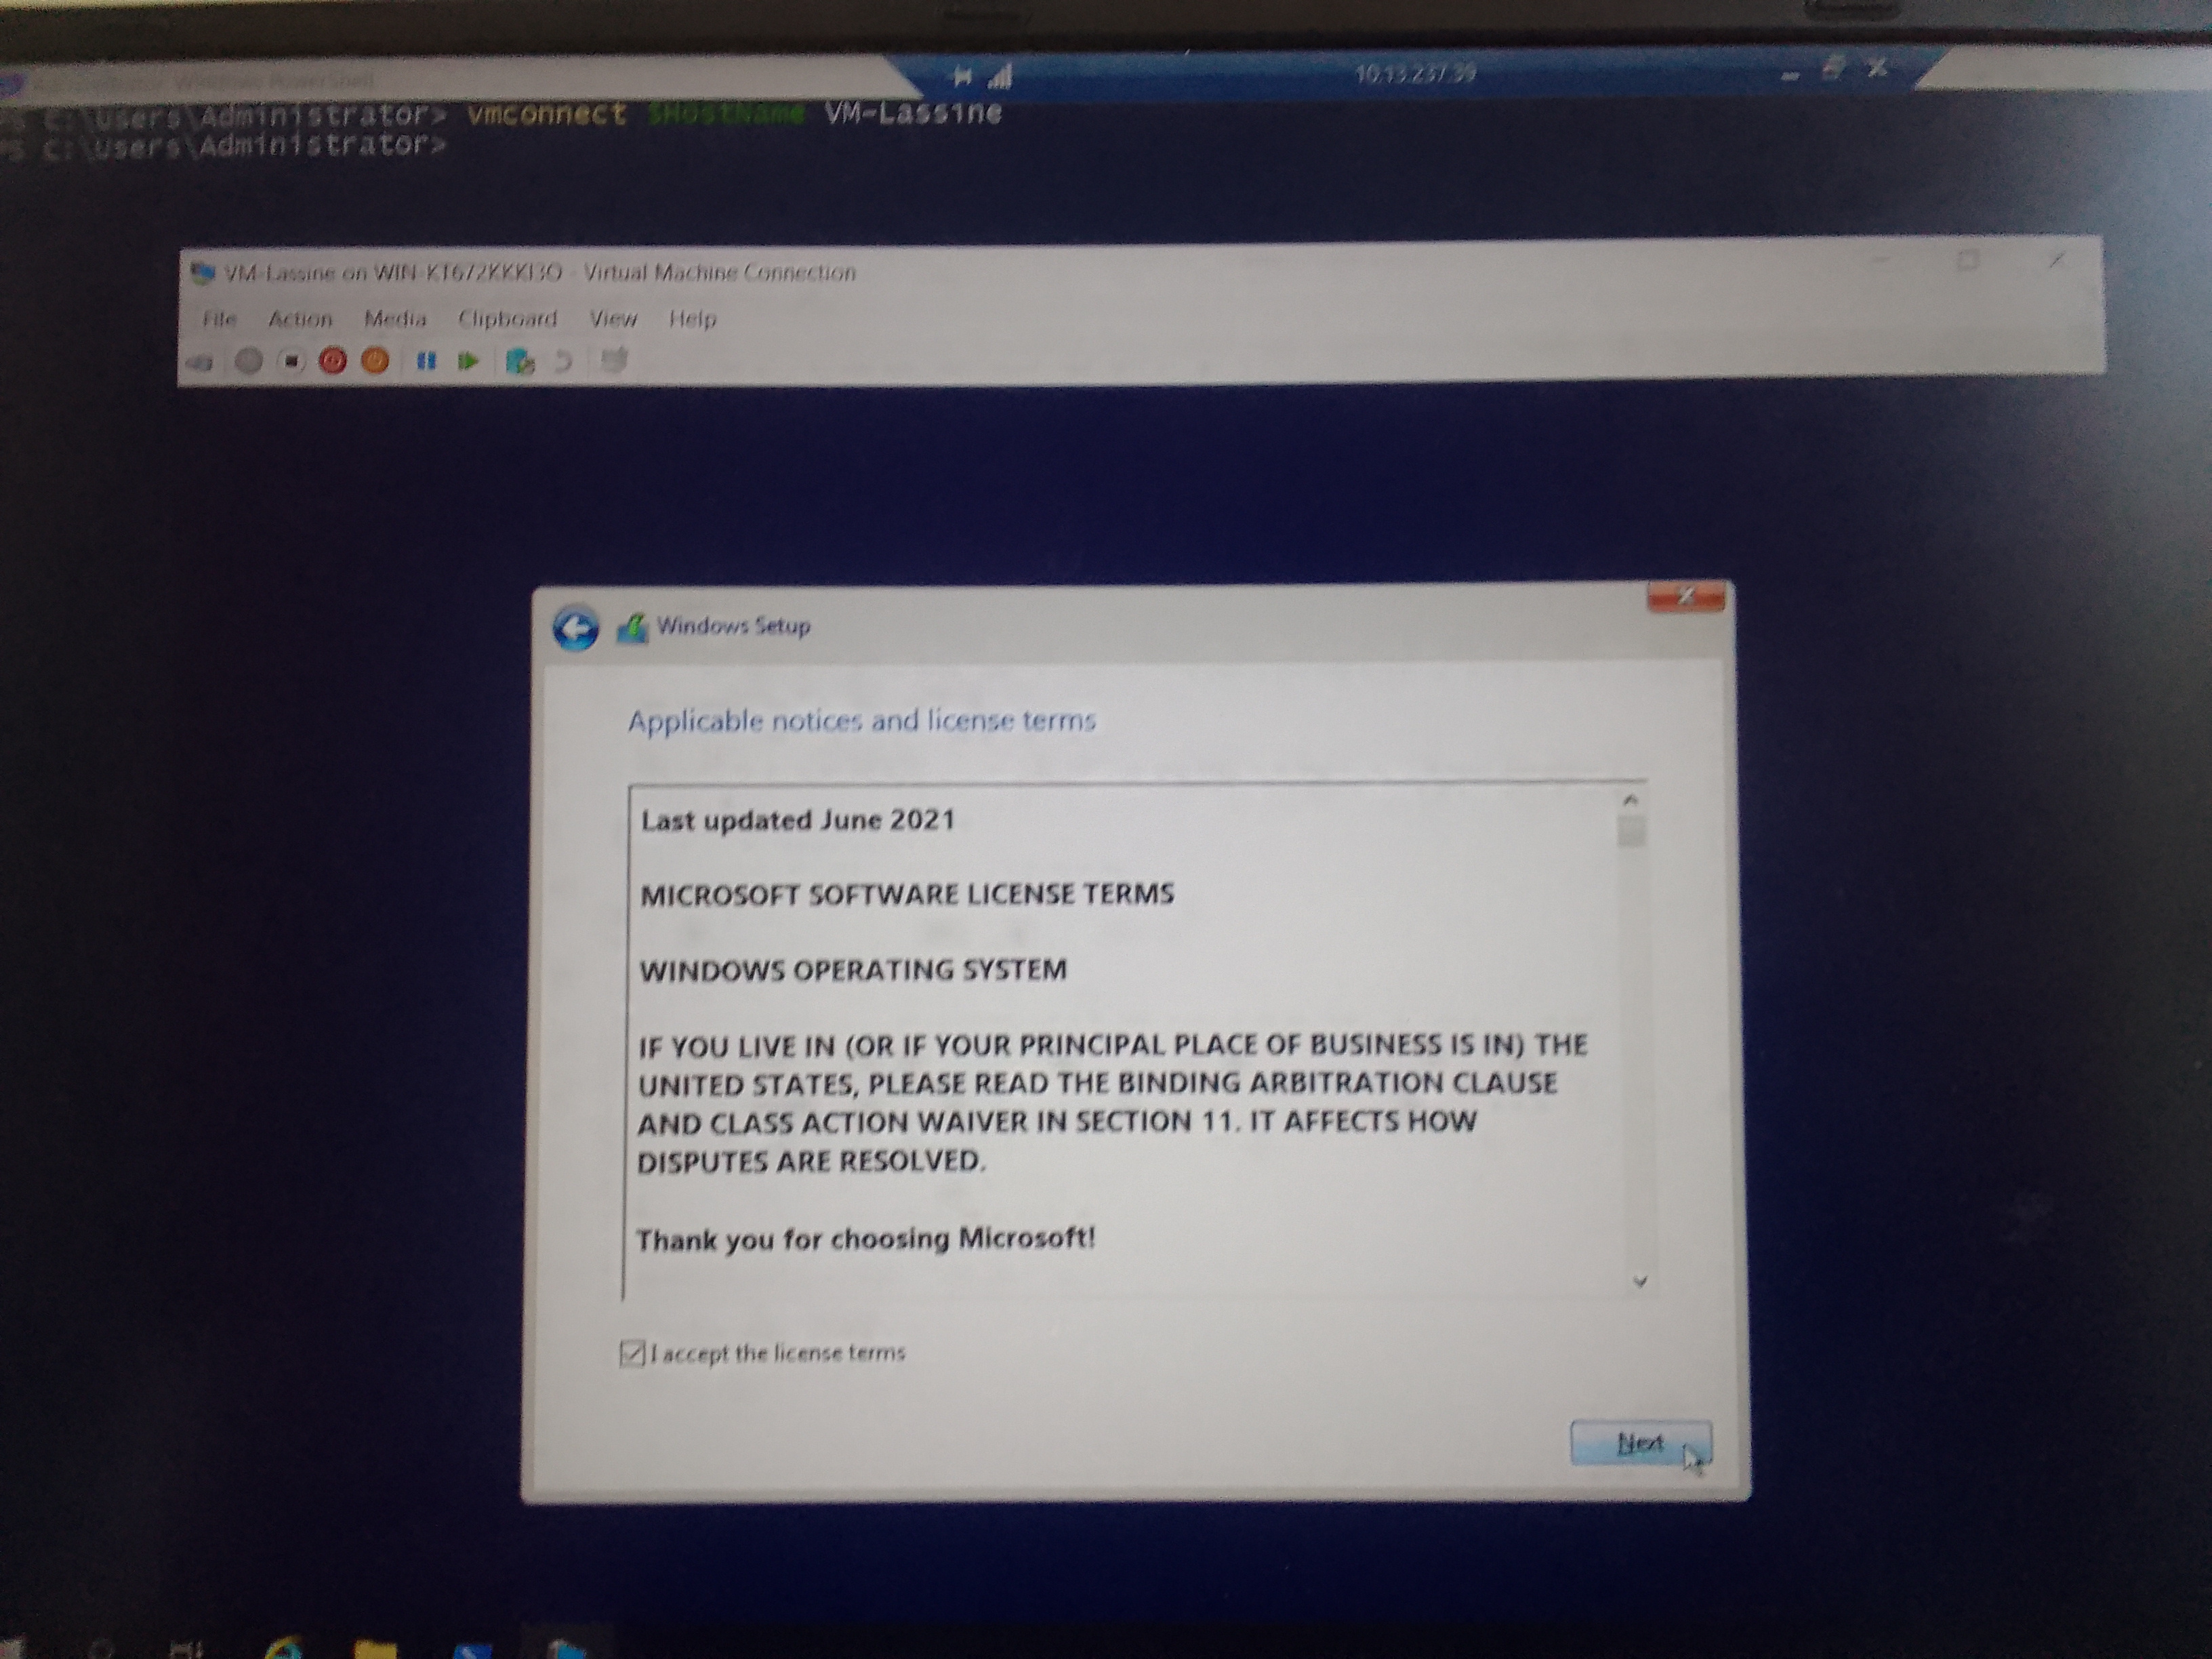 Administrator: Windows PowerShell
10.13.237.39
PS C:\Users\Administrator> vmconnect $HostName VM-Lassine
PS C:\Users\Administrator>
VM-Lassine on WIN-KT672KKKI3O - Virtual Machine Connection
File Action Media Clipboard View Help
Windows Setup
Applicable notices and license terms
Last updated June 2021
MICROSOFT SOFTWARE LICENSE TERMS
WINDOWS OPERATING SYSTEM
IF YOU LIVE IN (OR IF YOUR PRINCIPAL PLACE OF BUSINESS IS IN) THE
UNITED STATES, PLEASE READ THE BINDING ARBITRATION CLAUSE
AND CLASS ACTION WAIVER IN SECTION 11. IT AFFECTS HOW
DISPUTES ARE RESOLVED.
Thank you for choosing Microsoft!
I accept the license terms
Next